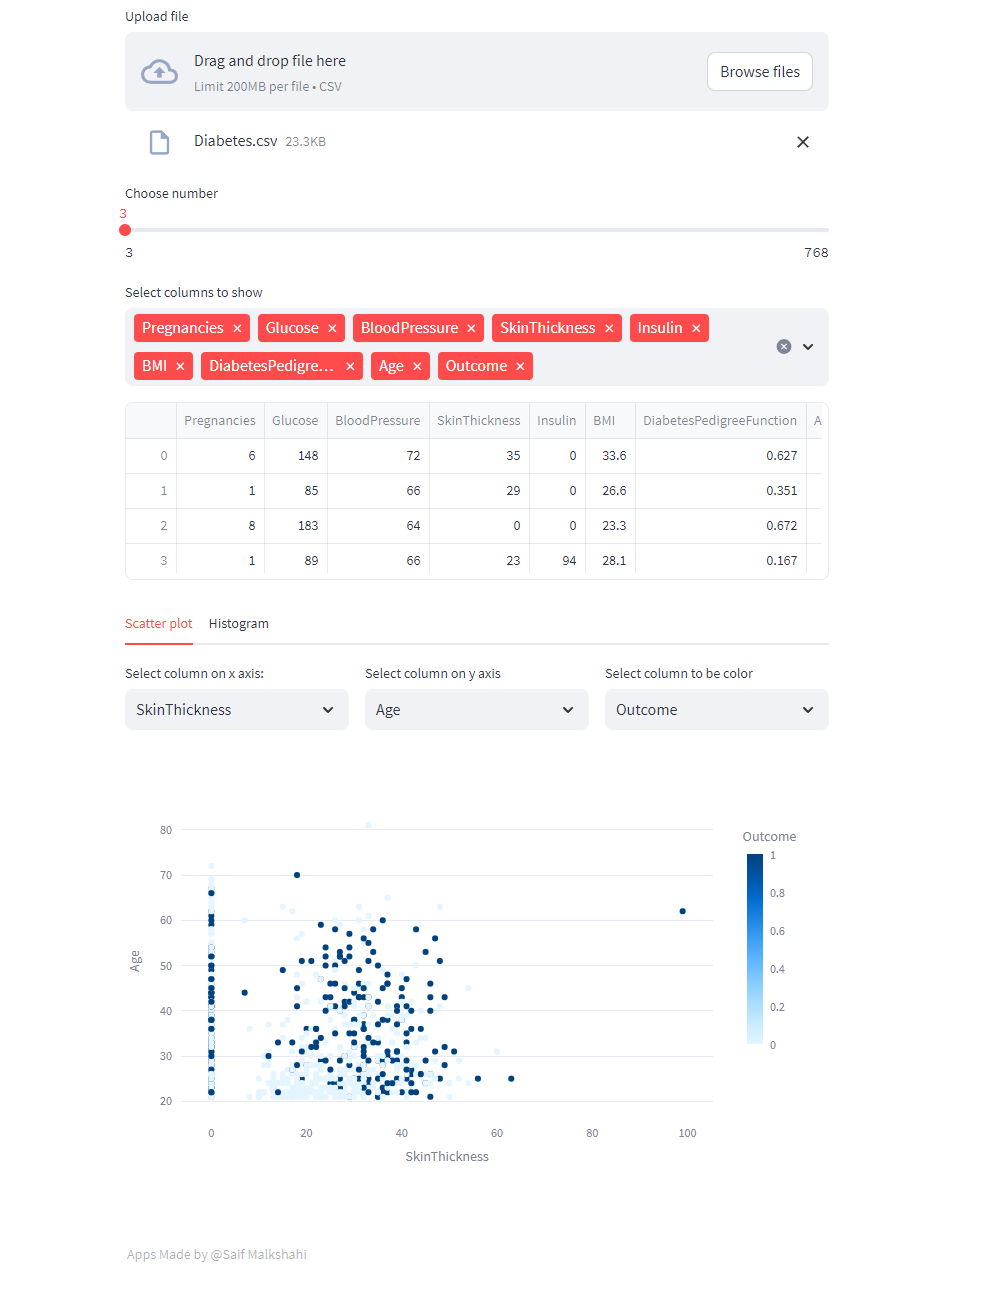 Upload file
Drag and drop file here
Limit 200MB per file • CSV
Browse files
Diabetes.csv 23.3KB
Choose number
3
3 768
Select columns to show
Pregnancies × Glucose × BloodPressure × SkinThickness × Insulin ×
BMI × DiabetesPedigre... × Age × Outcome ×
Pregnancies Glucose BloodPressure SkinThickness Insulin BMI DiabetesPedigreeFunction A
0 6 148 72 35 0 33.6 0.627
1 1 85 66 29 0 26.6 0.351
2 8 183 64 0 0 23.3 0.672
3 1 89 66 23 94 28.1 0.167
Scatter plot Histogram
Select column on x axis: Select column on y axis Select column to be color
SkinThickness Age Outcome
Outcome
1
0.8
0.6
0.4
0.2
0
Age
80
70
60
50
40
30
20
0 20 40 60 80 100
SkinThickness
Apps Made by @Saif Malkshahi